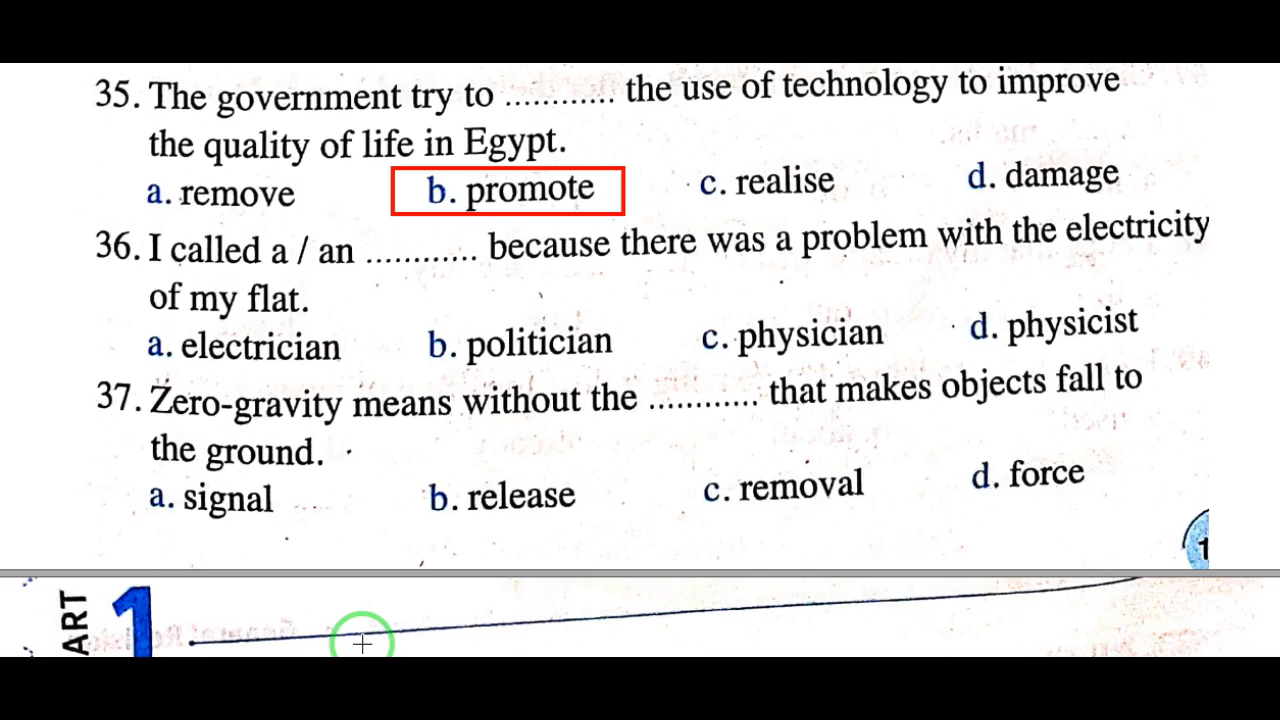 35. The government try to ............ the use of technology to improve
the quality of life in Egypt.
a. remove b. promote c. realise d. damage
36. I called a / an ............ because there was a problem with the electricity
of my flat.
a. electrician b. politician c. physician d. physicist
37. Zero-gravity means without the ............ that makes objects fall to
the ground.
a. signal b. release c. removal d. force
1
ART 1